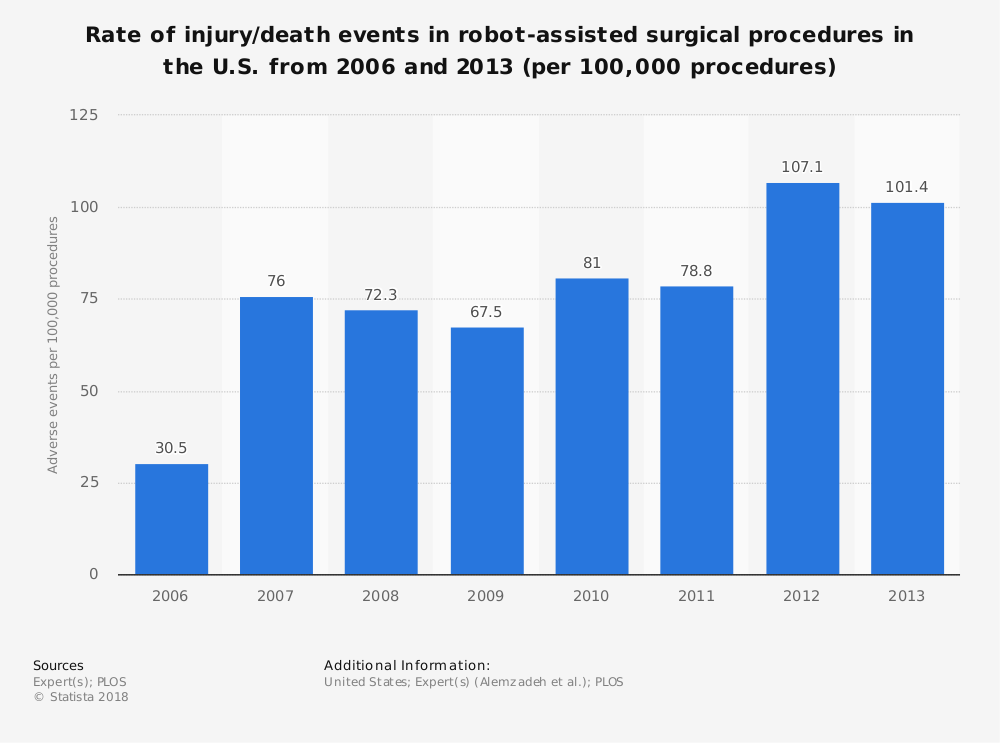 Rate of injury/death events in robot-assisted surgical procedures in
the U.S. from 2006 and 2013 (per 100,000 procedures)
Adverse events per 100,000 procedures
125
100
75
50
25
0
30.5
76
72.3
67.5
81
78.8
107.1
101.4
2006 2007 2008 2009 2010 2011 2012 2013
Sources
Expert(s); PLOS
© Statista 2018
Additional Information:
United States; Expert(s) (Alemzadeh et al.); PLOS